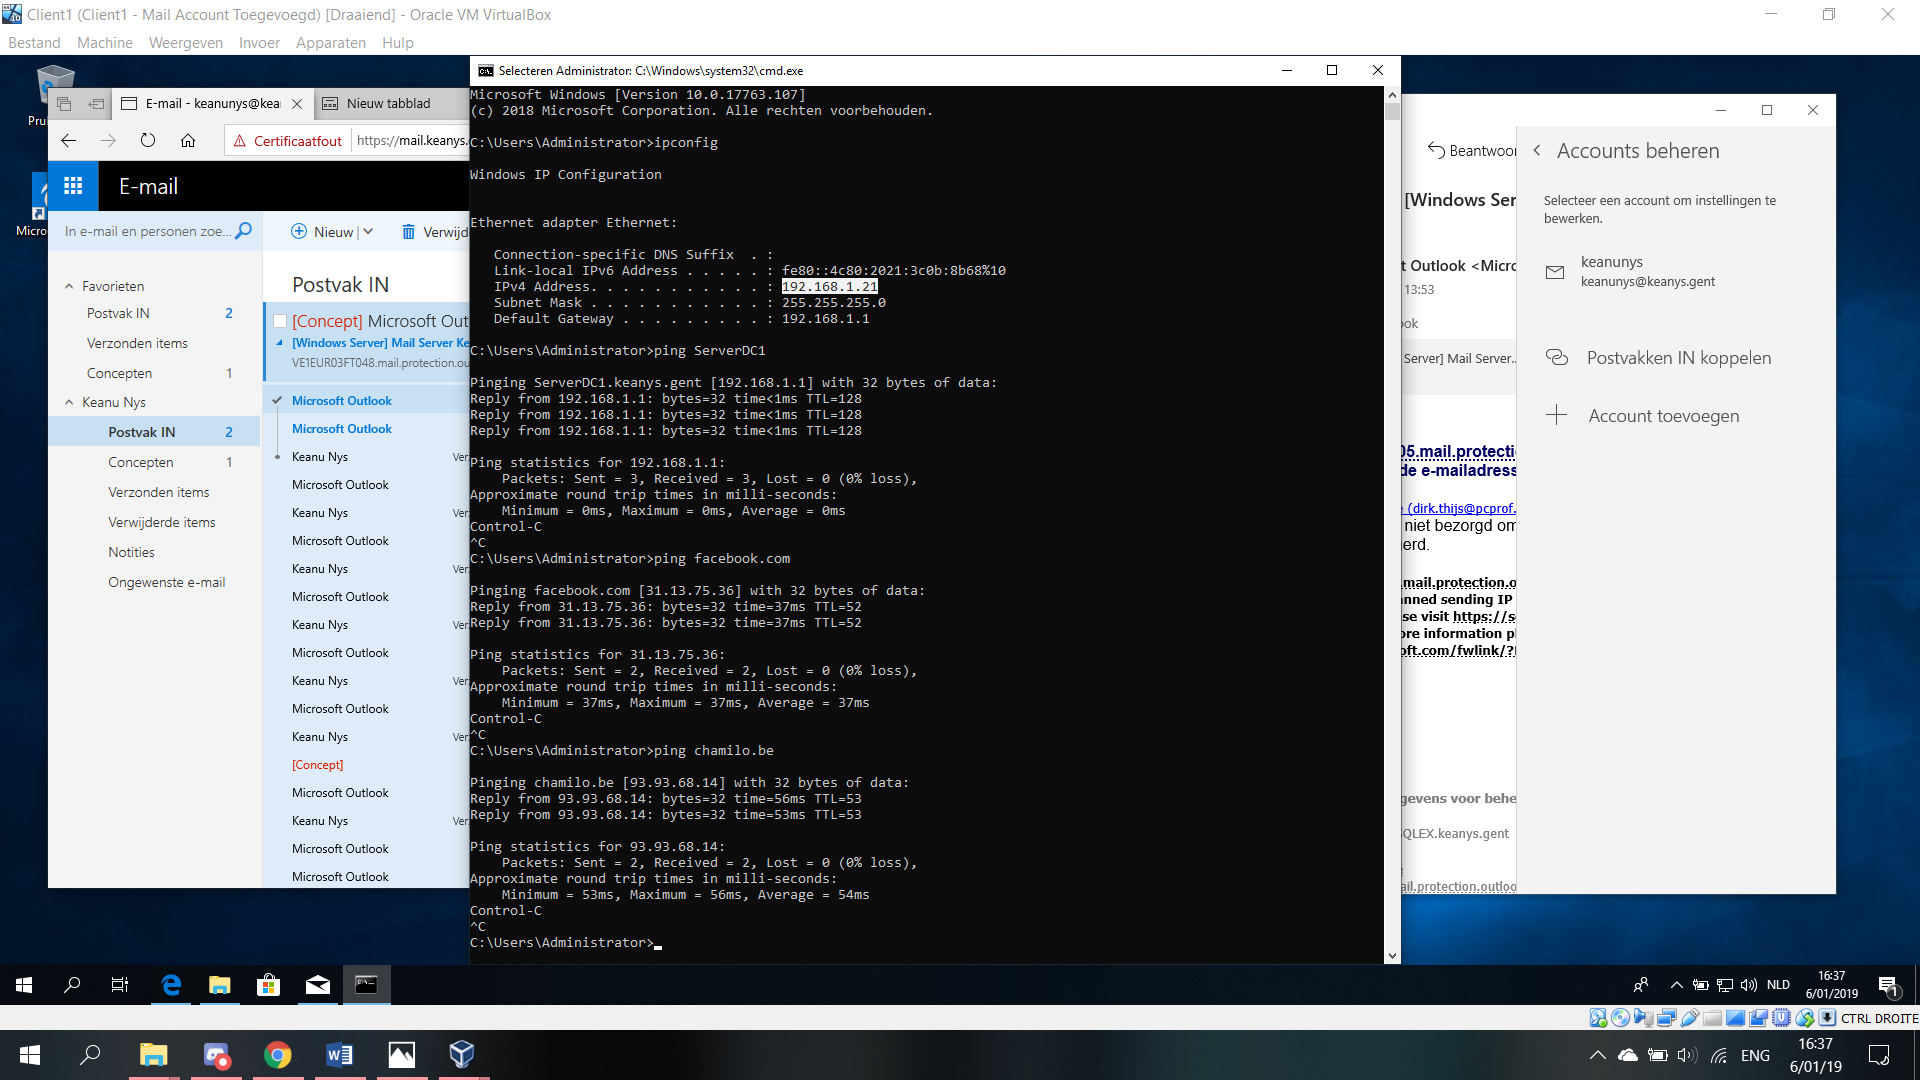 Client1 (Client1 - Mail Account Toegevoegd) [Draaiend] - Oracle VM VirtualBox
Bestand Machine Weergeven Invoer Apparaten Hulp
E-mail - keanunys@kea
Nieuw tabblad
Certificaatfout
https://mail.keanys.
E-mail
In e-mail en personen zoe...
Nieuw
Verwijd
Favorieten
Postvak IN 2
Verzonden items
Concepten 1
Keanu Nys
Postvak IN 2
Concepten 1
Verzonden items
Verwijderde items
Notities
Ongewenste e-mail
Postvak IN
[Concept] Microsoft Out
[Windows Server] Mail Server Ke
VE1EUR03FT048.mail.protection.ou
Microsoft Outlook
Microsoft Outlook
Keanu Nys Ver
Microsoft Outlook
Keanu Nys Ver
Microsoft Outlook
Keanu Nys Ver
Microsoft Outlook
Keanu Nys Ver
Microsoft Outlook
Keanu Nys Ver
Microsoft Outlook
Keanu Nys Ver
[Concept]
Microsoft Outlook
Keanu Nys Ver
Microsoft Outlook
Microsoft Outlook
Selecteren Administrator: C:\Windows\system32\cmd.exe
Microsoft Windows [Version 10.0.17763.107]
(c) 2018 Microsoft Corporation. Alle rechten voorbehouden.
C:\Users\Administrator>ipconfig
Windows IP Configuration
Ethernet adapter Ethernet:
Connection-specific DNS Suffix . :
Link-local IPv6 Address . . . . . : fe80::4c80:2021:3c0b:8b68%10
IPv4 Address. . . . . . . . . . . : 192.168.1.21
Subnet Mask . . . . . . . . . . . : 255.255.255.0
Default Gateway . . . . . . . . . : 192.168.1.1
C:\Users\Administrator>ping ServerDC1
Pinging ServerDC1.keanys.gent [192.168.1.1] with 32 bytes of data:
Reply from 192.168.1.1: bytes=32 time<1ms TTL=128
Reply from 192.168.1.1: bytes=32 time<1ms TTL=128
Reply from 192.168.1.1: bytes=32 time<1ms TTL=128
Ping statistics for 192.168.1.1:
Packets: Sent = 3, Received = 3, Lost = 0 (0% loss),
Approximate round trip times in milli-seconds:
Minimum = 0ms, Maximum = 0ms, Average = 0ms
Control-C
^C
C:\Users\Administrator>ping facebook.com
Pinging facebook.com [31.13.75.36] with 32 bytes of data:
Reply from 31.13.75.36: bytes=32 time=37ms TTL=52
Reply from 31.13.75.36: bytes=32 time=37ms TTL=52
Ping statistics for 31.13.75.36:
Packets: Sent = 2, Received = 2, Lost = 0 (0% loss),
Approximate round trip times in milli-seconds:
Minimum = 37ms, Maximum = 37ms, Average = 37ms
Control-C
^C
C:\Users\Administrator>ping chamilo.be
Pinging chamilo.be [93.93.68.14] with 32 bytes of data:
Reply from 93.93.68.14: bytes=32 time=56ms TTL=53
Reply from 93.93.68.14: bytes=32 time=53ms TTL=53
Ping statistics for 93.93.68.14:
Packets: Sent = 2, Received = 2, Lost = 0 (0% loss),
Approximate round trip times in milli-seconds:
Minimum = 53ms, Maximum = 56ms, Average = 54ms
Control-C
^C
C:\Users\Administrator>
Beantwoor
[Windows Ser
t Outlook <Micro
13:53
ook
Server] Mail Server...
05.mail.protecti
de e-mailadress
(dirk.thijs@pcprof.
niet bezorgd om
erd.
mail.protection.o
nned sending IP
se visit https://s
ore information pl
oft.com/fwlink/?
gevens voor behe
QLEX.keanys.gent
ail.protection.outloo
Accounts beheren
Selecteer een account om instellingen te
bewerken.
keanunys
keanunys@keanys.gent
Postvakken IN koppelen
Account toevoegen
Pru
Micro
NLD
16:37
6/01/2019
1
CTRL DROITE
ENG
16:37
6/01/19